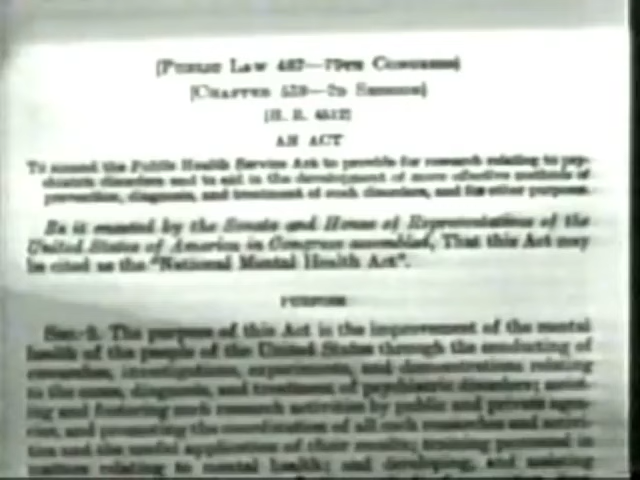 [PUBLIC LAW 487—79TH CONGRESS]
[CHAPTER 538—2D SESSION]
[H. R. 4512]
AN ACT
To amend the Public Health Service Act to provide for research relating to psy-
chiatric disorders and to aid in the development of more effective methods of
prevention, diagnosis, and treatment of such disorders, and for other purposes.
Be it enacted by the Senate and House of Representatives of the
United States of America in Congress assembled, That this Act may
be cited as the "National Mental Health Act".
PURPOSE
SEC. 2. The purpose of this Act is the improvement of the mental
health of the people of the United States through the conducting of
researches, investigations, experiments, and demonstrations relating
to the cause, diagnosis, and treatment of psychiatric disorders; assist-
ing and fostering such research activities by public and private agen-
cies, and promoting the coordination of all such researches and activi-
ties and the useful application of their results; training personnel in
matters relating to mental health; and developing, and assisting